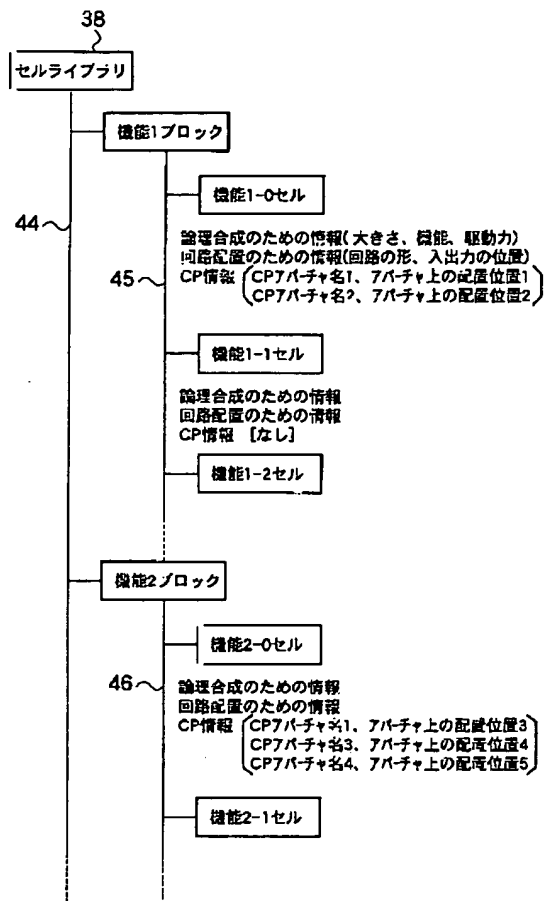 38
セルライブラリ
機能1ブロック
44
機能1-0セル
論理合成のための情報(大きさ、機能、駆動力)
回路配置のための情報(回路の形、入出力の位置)
45
CP情報 (CPアパーチャ名1、アパーチャ上の配置位置1
CPアパーチャ名2、アパーチャ上の配置位置2)
機能1-1セル
論理合成のための情報
回路配置のための情報
CP情報 [なし]
機能1-2セル
機能2ブロック
機能2-0セル
46
論理合成のための情報
回路配置のための情報
CP情報 (CPアパーチャ名1、アパーチャ上の配置位置3
CPアパーチャ名3、アパーチャ上の配置位置4
CPアパーチャ名4、アパーチャ上の配置位置5)
機能2-1セル